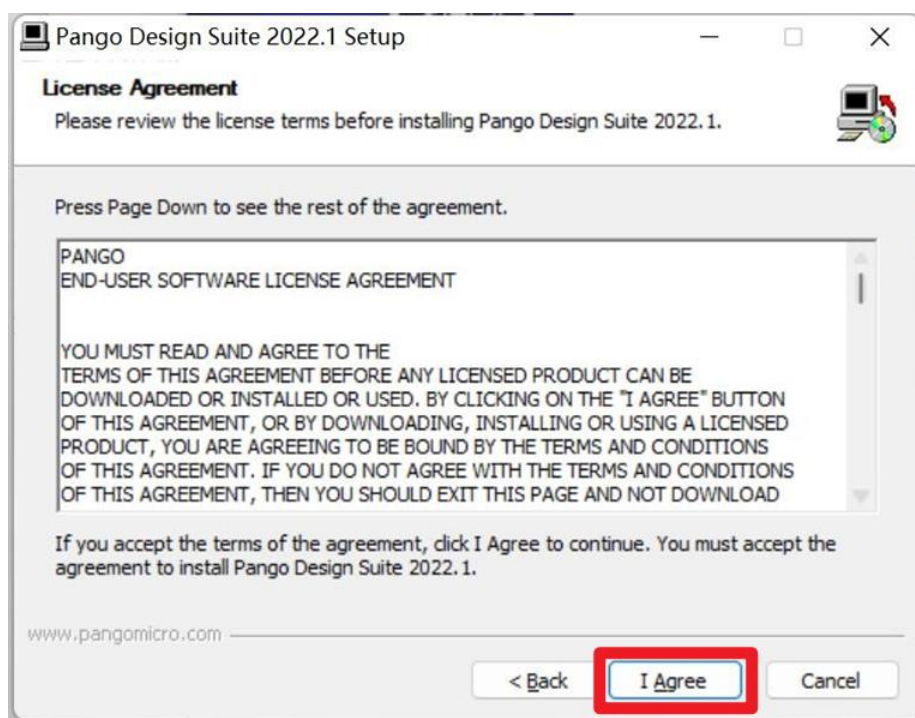 Pango Design Suite 2022.1 Setup
License Agreement
Please review the license terms before installing Pango Design Suite 2022.1.
Press Page Down to see the rest of the agreement.
PANGO
END-USER SOFTWARE LICENSE AGREEMENT
YOU MUST READ AND AGREE TO THE
TERMS OF THIS AGREEMENT BEFORE ANY LICENSED PRODUCT CAN BE
DOWNLOADED OR INSTALLED OR USED. BY CLICKING ON THE "I AGREE" BUTTON
OF THIS AGREEMENT, OR BY DOWNLOADING, INSTALLING OR USING A LICENSED
PRODUCT, YOU ARE AGREEING TO BE BOUND BY THE TERMS AND CONDITIONS
OF THIS AGREEMENT. IF YOU DO NOT AGREE WITH THE TERMS AND CONDITIONS
OF THIS AGREEMENT, THEN YOU SHOULD EXIT THIS PAGE AND NOT DOWNLOAD
If you accept the terms of the agreement, click I Agree to continue. You must accept the
agreement to install Pango Design Suite 2022.1.
www.pangomicro.com
< Back I Agree Cancel